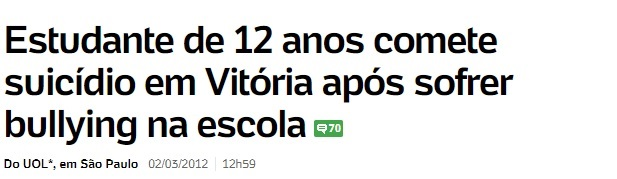 Estudante de 12 anos comete
suicídio em Vitória após sofrer
bullying na escola 70
Do UOL*, em São Paulo 02/03/2012 12h59